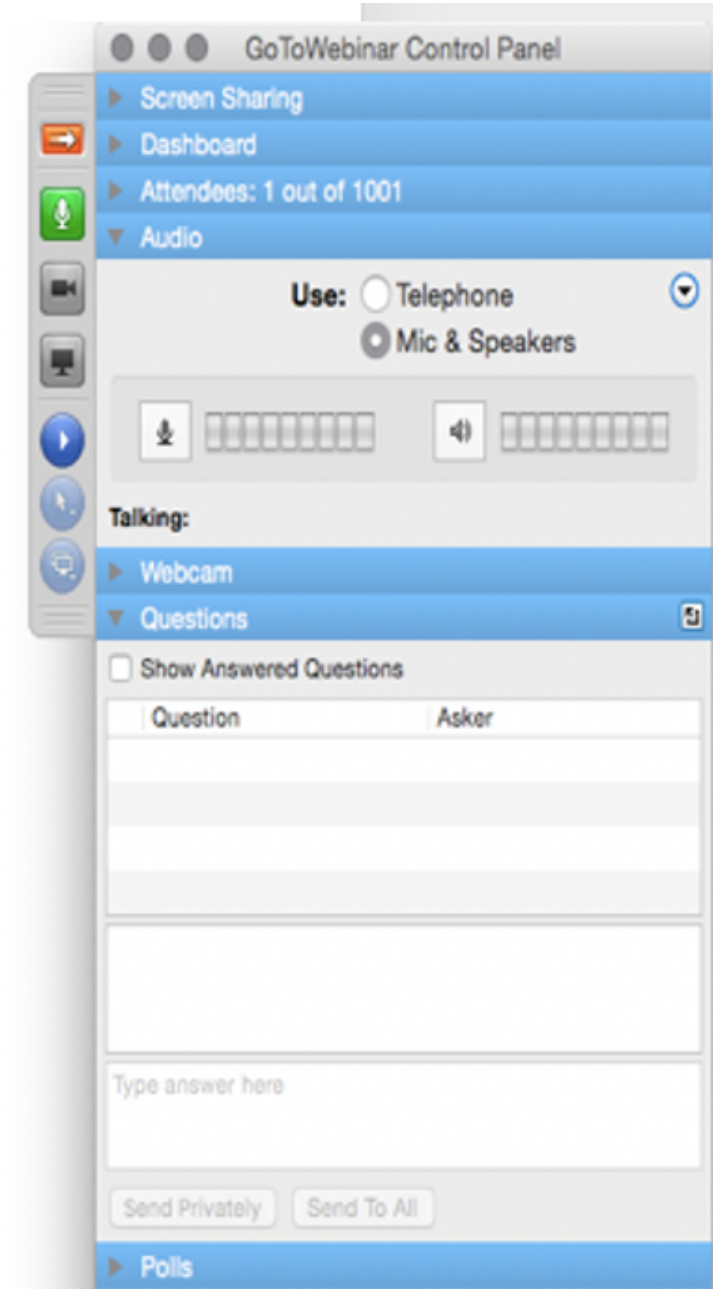 GoToWebinar Control Panel
Screen Sharing
Dashboard
Attendees: 1 out of 1001
Audio
Use: Telephone
Mic & Speakers
Talking:
Webcam
Questions
Show Answered Questions
Question Asker
Type answer here
Send Privately Send To All
Polls